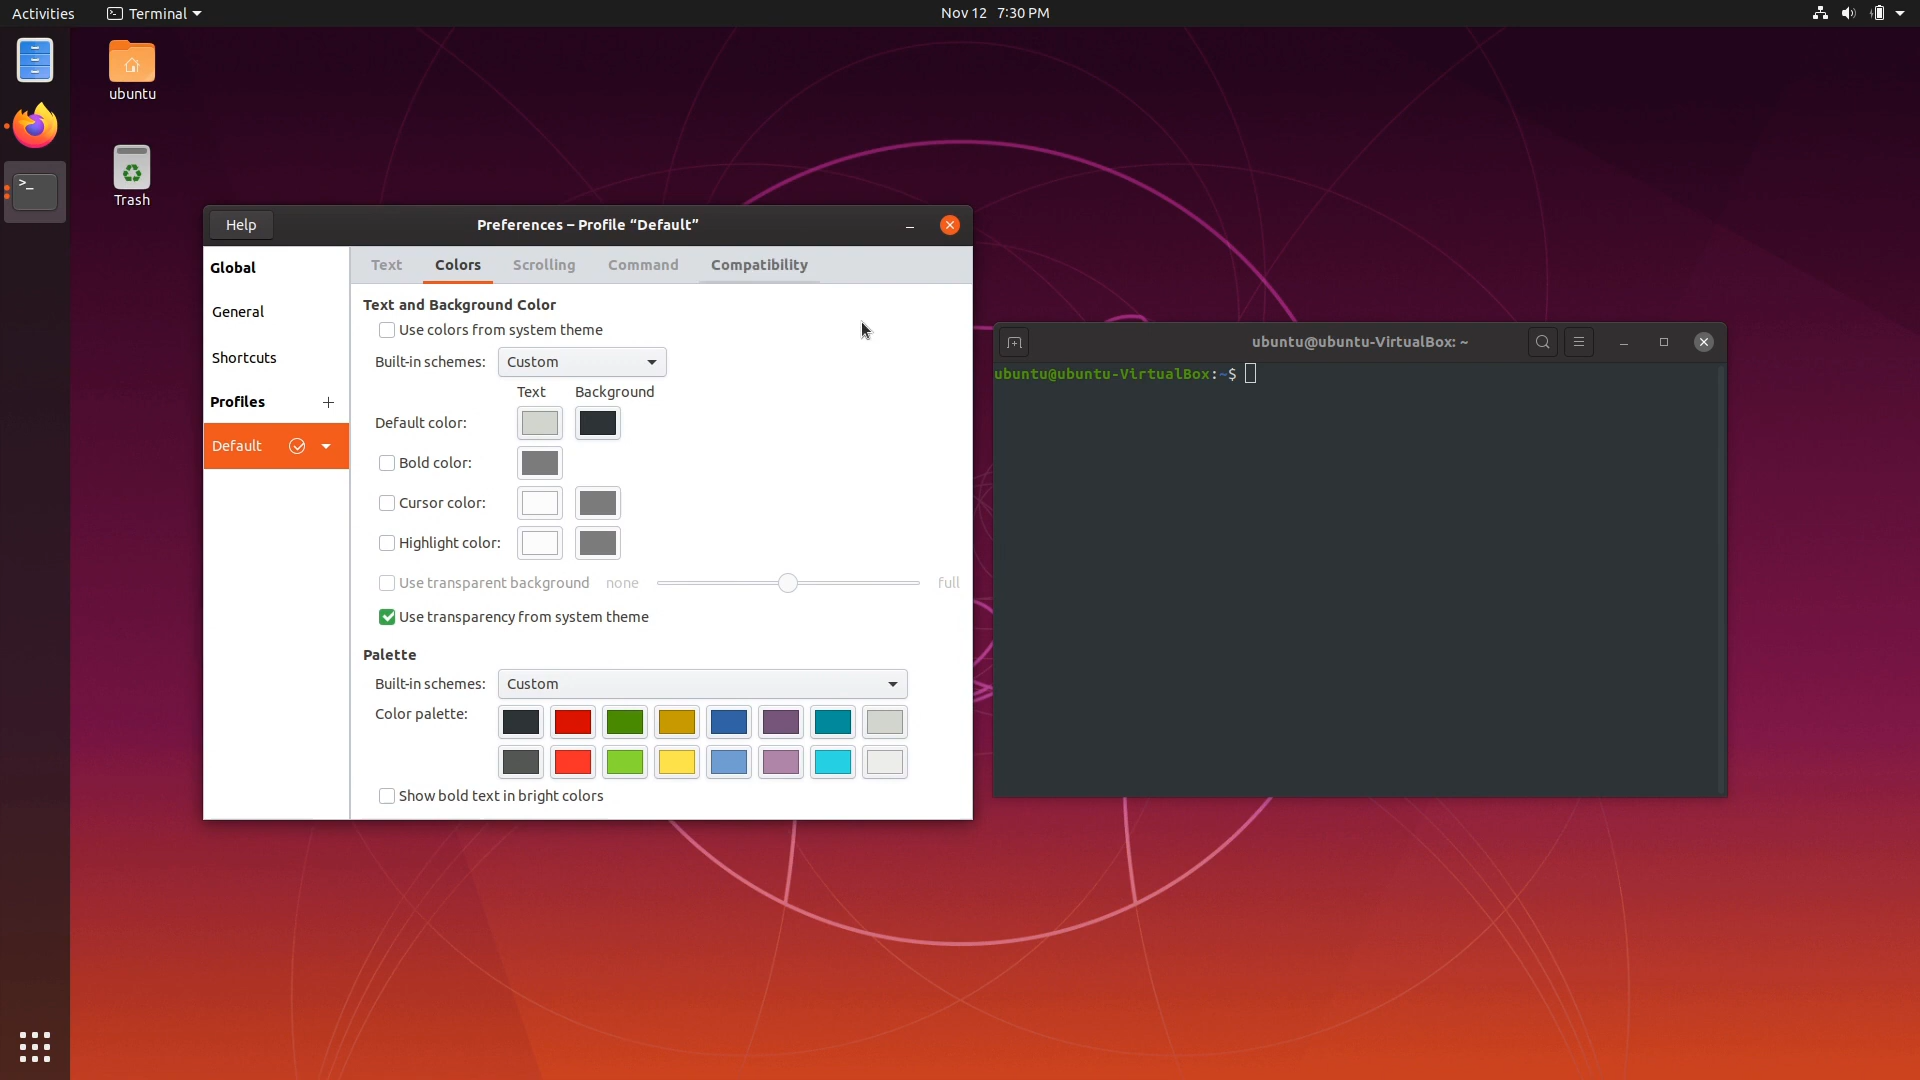 Activities
Terminal
Nov 12 7:30 PM
ubuntu
Trash
Help
Preferences – Profile “Default”
Global
General
Shortcuts
Profiles
Default
Text
Colors
Scrolling
Command
Compatibility
Text and Background Color
Use colors from system theme
Built-in schemes: Custom
Text Background
Default color:
Bold color:
Cursor color:
Highlight color:
Use transparent background none full
Use transparency from system theme
Palette
Built-in schemes: Custom
Color palette:
Show bold text in bright colors
ubuntu@ubuntu-VirtualBox: ~
ubuntu@ubuntu-VirtualBox:~$